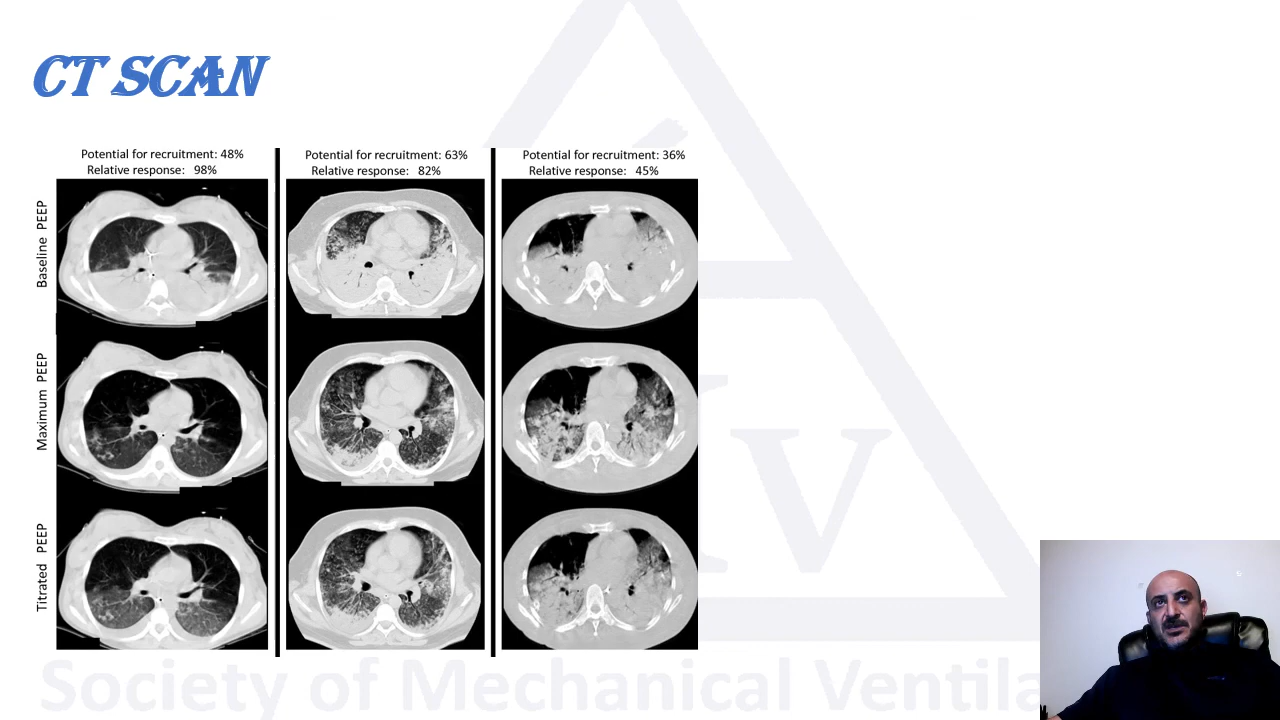 CT SCAN
Potential for recruitment: 48%
Relative response: 98%
Potential for recruitment: 63%
Relative response: 82%
Potential for recruitment: 36%
Relative response: 45%
Baseline PEEP
Maximum PEEP
Titrated PEEP
Society of Mechanical Ventila